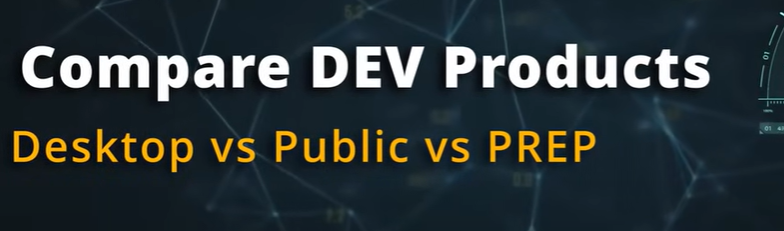 Compare DEV Products
Desktop vs Public vs PREP